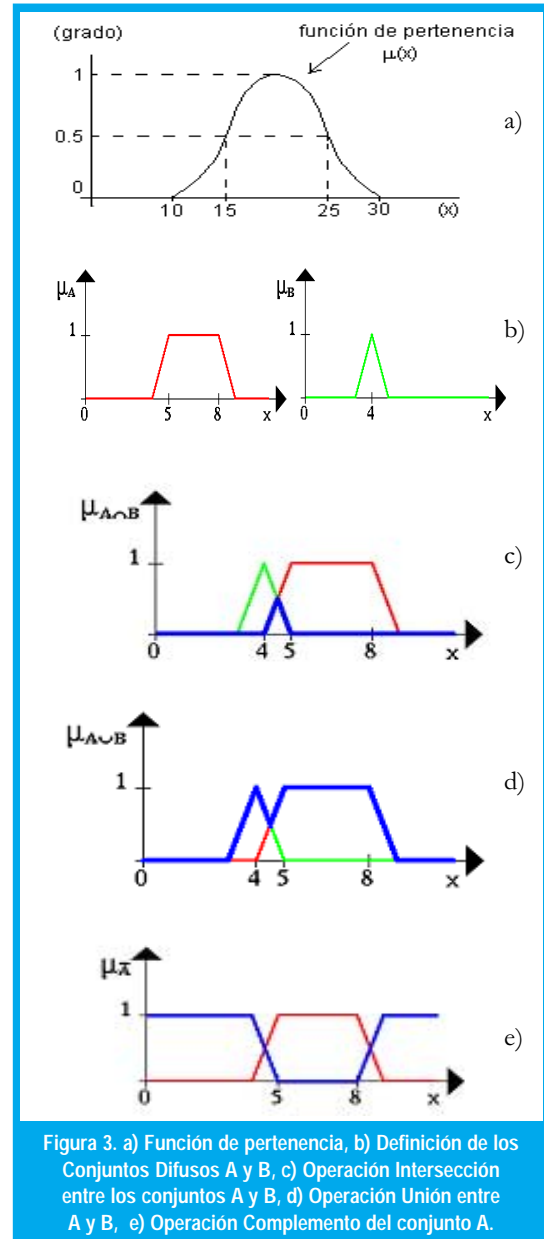 (grado)
función de pertenencia
μ(x)
1
a)
0.5
0
10 15 25 30 (x)
μA
1
0 5 8 x
μB
1
0 4 x
b)
μA∩B
1
c)
0 4 5 8 x
μA∪B
1
d)
0 4 5 8 x
μA̅
1
e)
5 8 x
Figura 3. a) Función de pertenencia, b) Definición de los
Conjuntos Difusos A y B, c) Operación Intersección
entre los conjuntos A y B, d) Operación Unión entre
A y B, e) Operación Complemento del conjunto A.